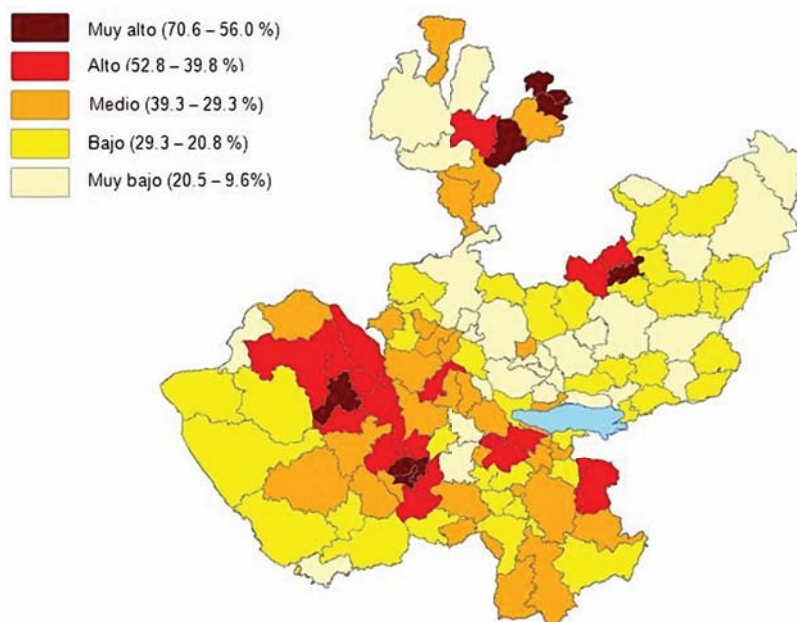 Muy alto (70.6 – 56.0 %)
Alto (52.8 – 39.8 %)
Medio (39.3 – 29.3 %)
Bajo (29.3 – 20.8 %)
Muy bajo (20.5 – 9.6%)